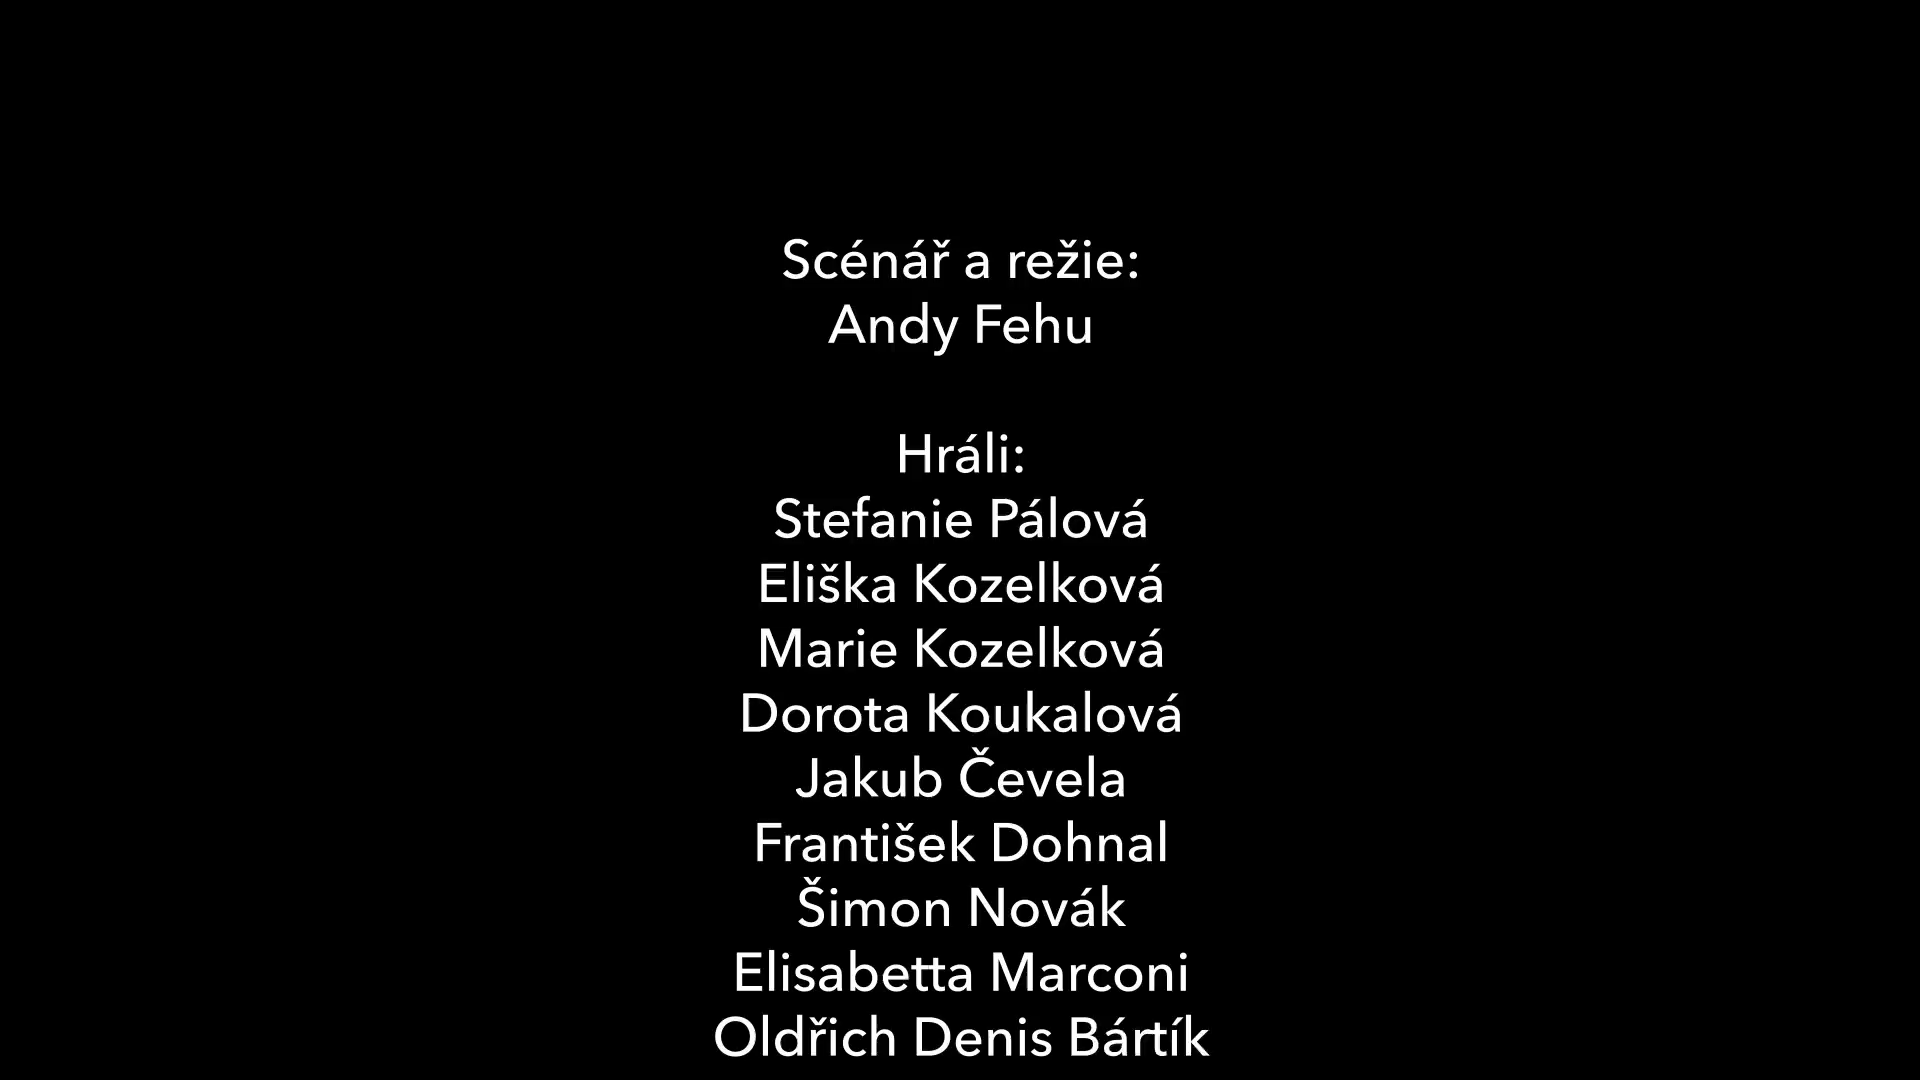 Scénář a režie:
Andy Fehu
Hráli:
Stefanie Pálová
Eliška Kozelková
Marie Kozelková
Dorota Koukalová
Jakub Čevela
František Dohnal
Šimon Novák
Elisabetta Marconi
Oldřich Denis Bártík